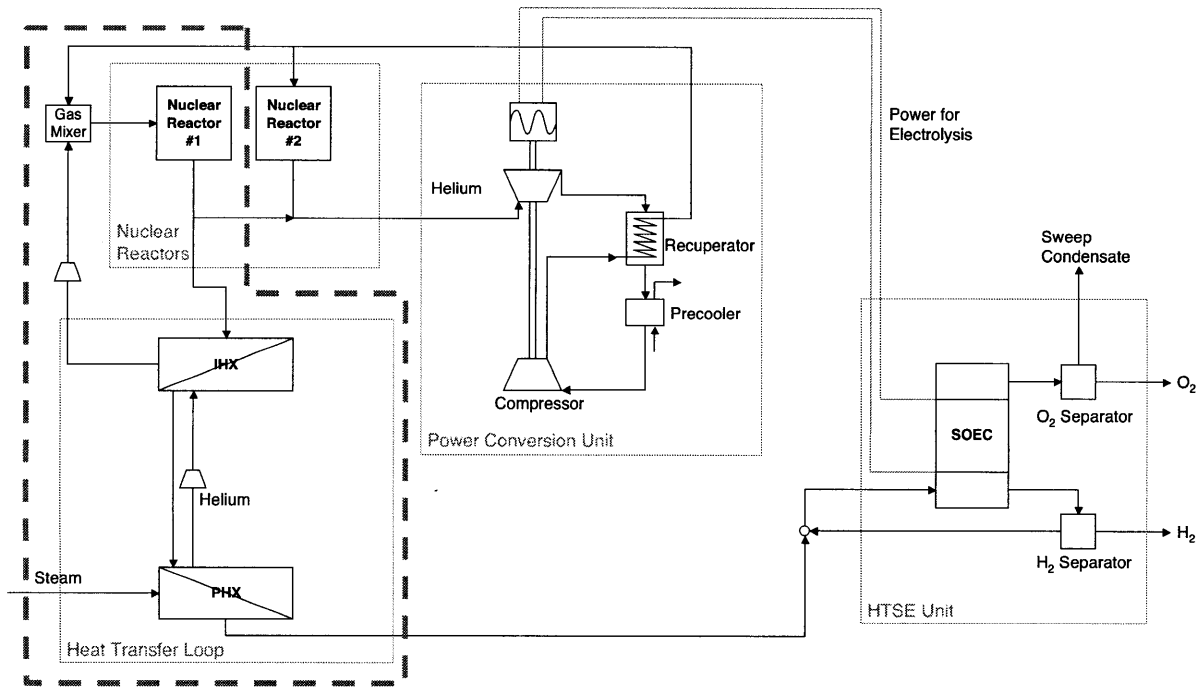 Gas
Mixer
Nuclear
Reactor
#1
Nuclear
Reactor
#2
Nuclear
Reactors
Helium
Recuperator
Precooler
Compressor
Power Conversion Unit
Power for
Electrolysis
IHX
Helium
Steam
PHX
Heat Transfer Loop
Sweep
Condensate
O₂
O₂ Separator
SOEC
H₂
H₂ Separator
HTSE Unit